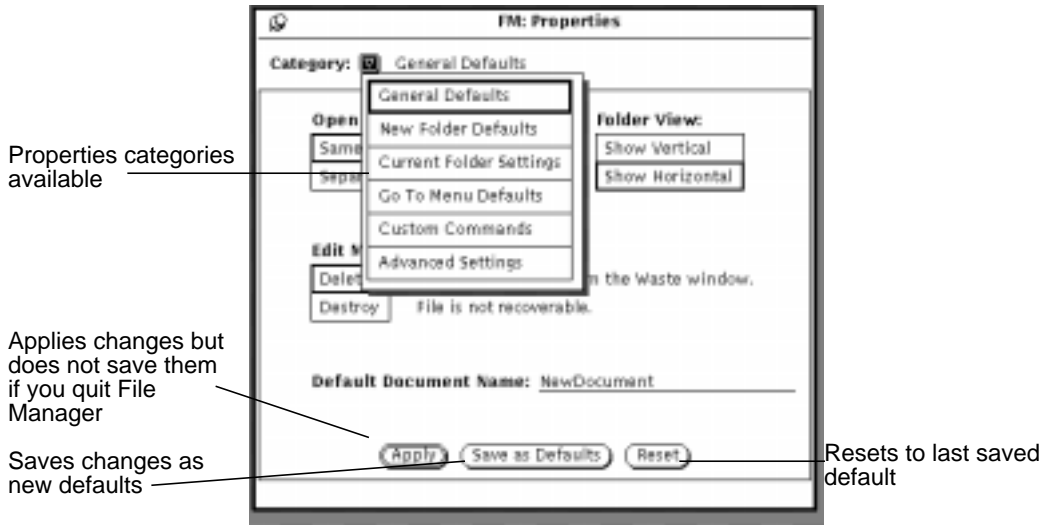 FM: Properties
Category: General Defaults
General Defaults
New Folder Defaults
Current Folder Settings
Go To Menu Defaults
Custom Commands
Advanced Settings
Open
Same
Folder View:
Show Vertical
Show Horizontal
Edit
the Waste window.
Destroy File is not recoverable.
Default Document Name: NewDocument
Apply Save as Defaults Reset
Properties categories
available
Applies changes but
does not save them
if you quit File
Manager
Saves changes as
new defaults
Resets to last saved
default